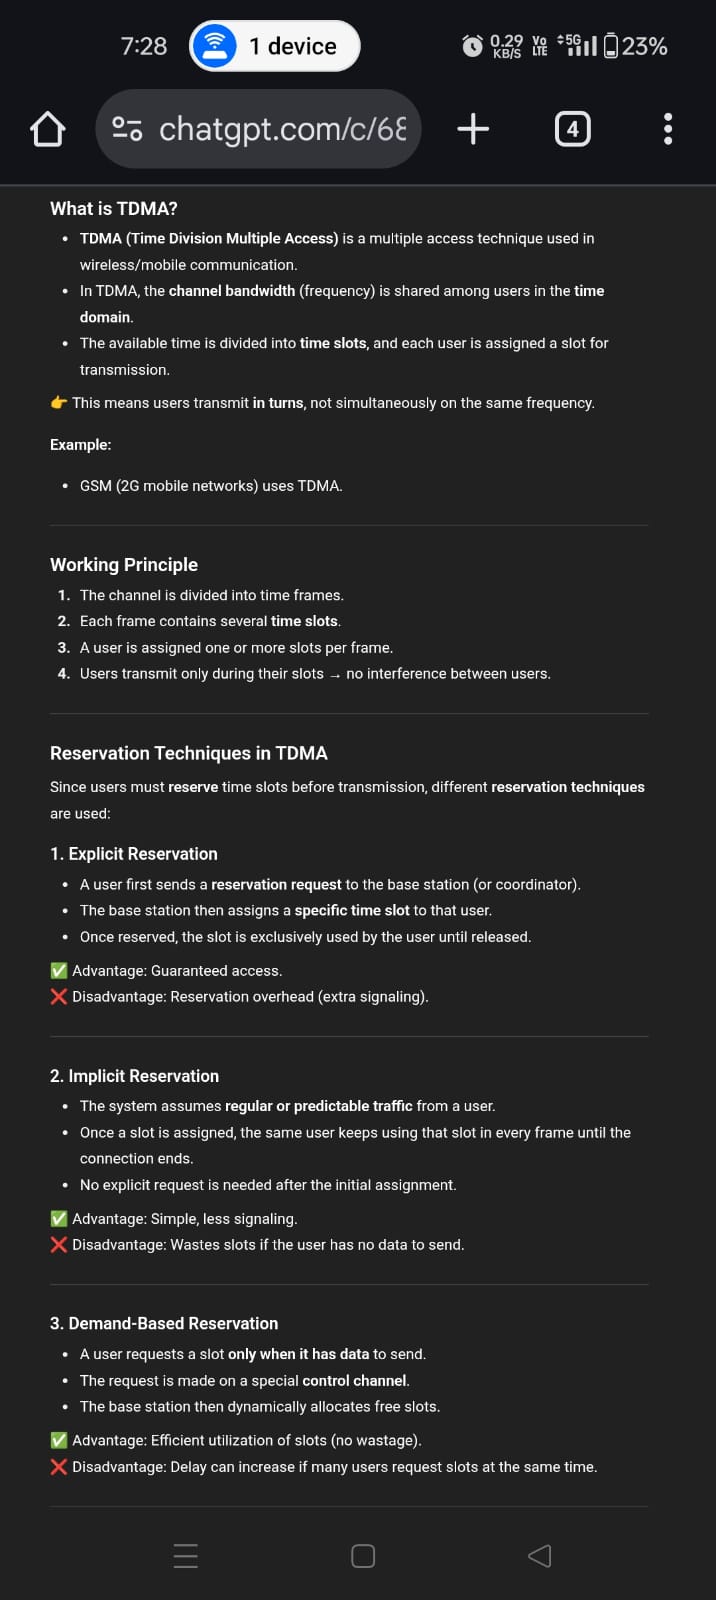 7:28
1 device
0.29
KB/S
Vo
LTE
5G
23%
chatgpt.com/c/68
4
What is TDMA?
• TDMA (Time Division Multiple Access) is a multiple access technique used in
wireless/mobile communication.
• In TDMA, the channel bandwidth (frequency) is shared among users in the time
domain.
• The available time is divided into time slots, and each user is assigned a slot for
transmission.
👉 This means users transmit in turns, not simultaneously on the same frequency.
Example:
• GSM (2G mobile networks) uses TDMA.
Working Principle
1. The channel is divided into time frames.
2. Each frame contains several time slots.
3. A user is assigned one or more slots per frame.
4. Users transmit only during their slots → no interference between users.
Reservation Techniques in TDMA
Since users must reserve time slots before transmission, different reservation techniques
are used:
1. Explicit Reservation
• A user first sends a reservation request to the base station (or coordinator).
• The base station then assigns a specific time slot to that user.
• Once reserved, the slot is exclusively used by the user until released.
✅ Advantage: Guaranteed access.
❌ Disadvantage: Reservation overhead (extra signaling).
2. Implicit Reservation
• The system assumes regular or predictable traffic from a user.
• Once a slot is assigned, the same user keeps using that slot in every frame until the
connection ends.
• No explicit request is needed after the initial assignment.
✅ Advantage: Simple, less signaling.
❌ Disadvantage: Wastes slots if the user has no data to send.
3. Demand-Based Reservation
• A user requests a slot only when it has data to send.
• The request is made on a special control channel.
• The base station then dynamically allocates free slots.
✅ Advantage: Efficient utilization of slots (no wastage).
❌ Disadvantage: Delay can increase if many users request slots at the same time.